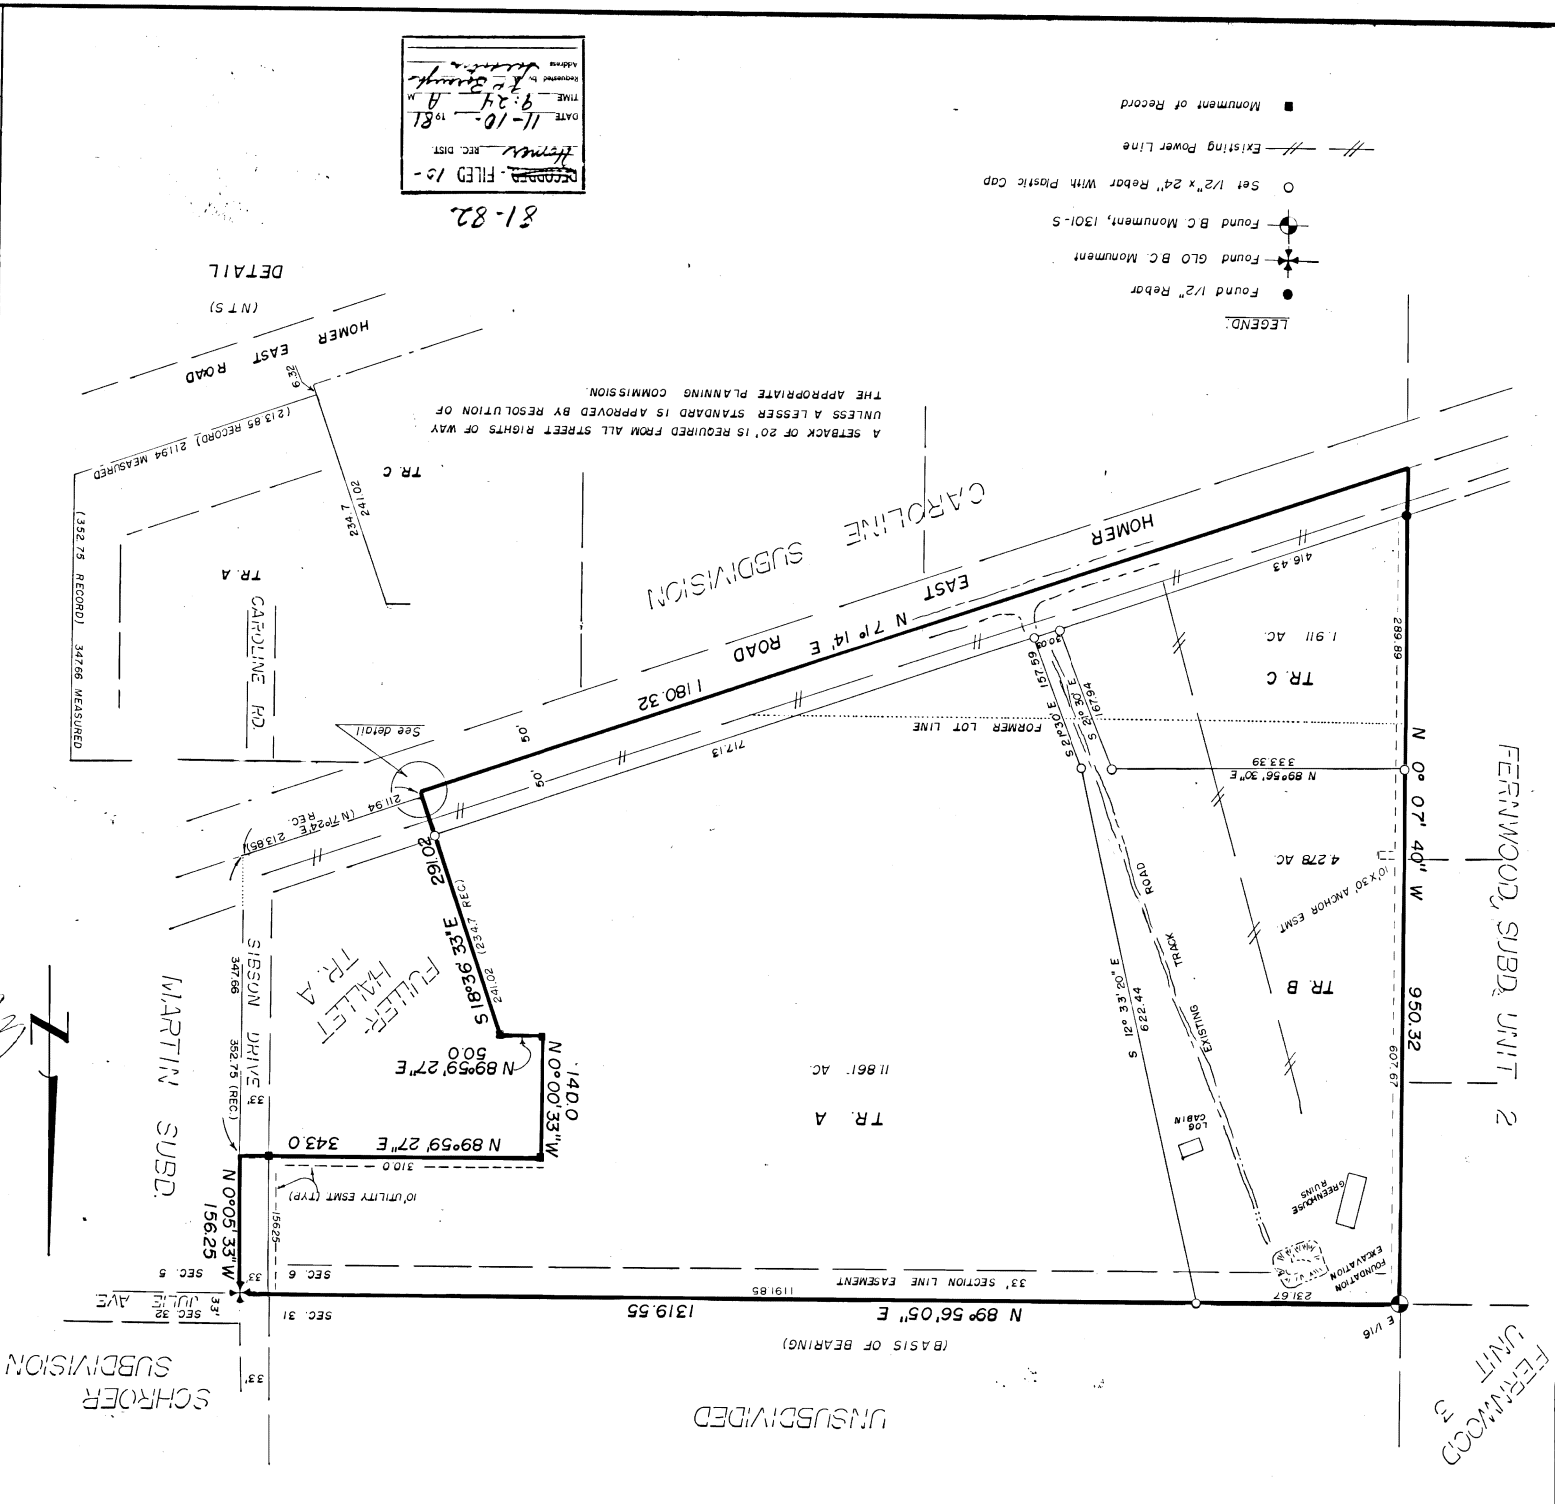 UNSUBDIVIDED
FERNWOOD
UNIT
3
SCHROER
SUBDIVISION
33'
(BASIS OF BEARING)
N 89° 56' 05" E 1319.55
E 1/16
231.67
1191.85
SEC. 31
SEC. 32
33'
JULIE AVE.
33' SECTION LINE EASEMENT
SEC. 6
33'
SEC. 5
FOUNDATION
EXCAVATION
GREENHOUSE
RUINS
LOG
CABIN
N 0° 05' 33" W
156.25
156.25
10' UTILITY ESMT (TYP)
310.0
N 89° 59' 27" E 343.0
N 0° 00' 33" W
140.0
N 89° 59' 27" E
50.0
TR. A
11.861 AC.
FERNWOOD SUBD. UNIT 2
MARTIN SUBD.
SIBSON DRIVE 33'
352.75 (REC.)
347.66
FULLER-
HALLET
TR. A
S 18° 36' 33" E
291.02
241.02
(234.7 REC)
EXISTING TRACK ROAD
S 12° 33' 20" E
622.44
TR. B
4.278 AC.
10' X 30' ANCHOR ESMT.
607.67
950.32
N 0° 07' 40" W
N 89° 56' 30" E
333.39
S 21° 30' E
167.94
S 21° 30' E 157.59
30.03
FORMER LOT LINE
TR. C
1.911 AC.
289.89
416.43
717.13
211.94 (N 71° 24' E 213.85)
REC.
See detail
50'
50'
N 71° 14' E
1180.32
HOMER EAST ROAD
CAROLINE SUBDIVISION
A SETBACK OF 20' IS REQUIRED FROM ALL STREET RIGHTS OF WAY
UNLESS A LESSER STANDARD IS APPROVED BY RESOLUTION OF
THE APPROPRIATE PLANNING COMMISSION.
CAROLINE RD.
TR. A
TR. C
(352.75 RECORD) 347.66 MEASURED
(213.85 RECORD) 211.94 MEASURED
234.7
241.02
6.32
HOMER EAST ROAD
(NTS)
DETAIL
LEGEND:
Found 1/2" Rebar
Found GLO B.C. Monument
Found B.C. Monument, 1301-S
Set 1/2" x 24" Rebar With Plastic Cap
Existing Power Line
Monument of Record
81-82
RECORDED - FILED 10-
Homer REC. DIST.
DATE 11-10- 1981
TIME 9:24 A M
Requested by
Address
N